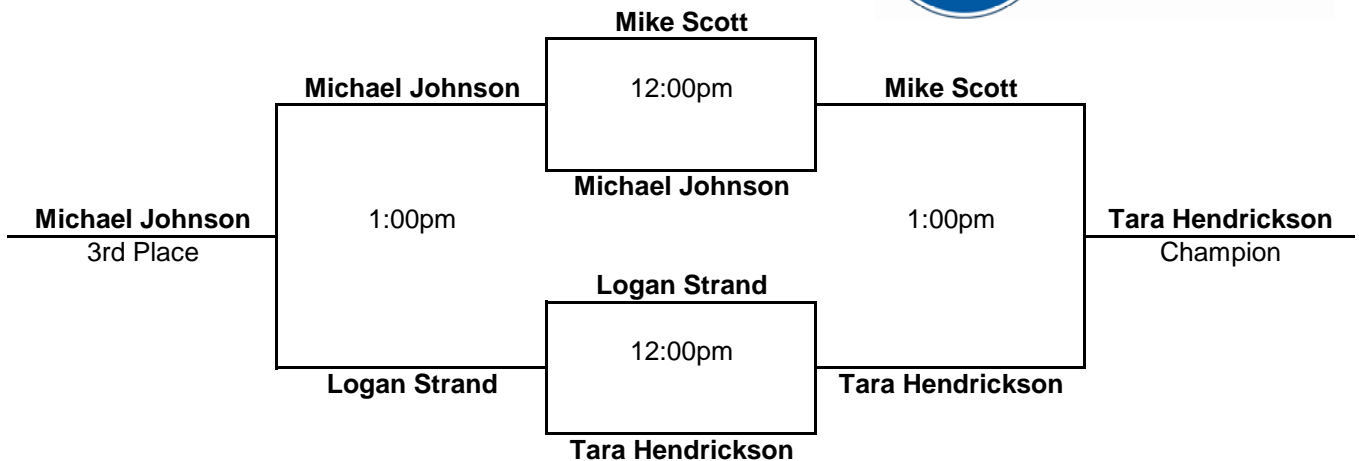 Mike Scott
Michael Johnson 12:00pm Mike Scott
Michael Johnson
Michael Johnson 1:00pm 1:00pm Tara Hendrickson
3rd Place Champion
Logan Strand
12:00pm
Logan Strand Tara Hendrickson
Tara Hendrickson